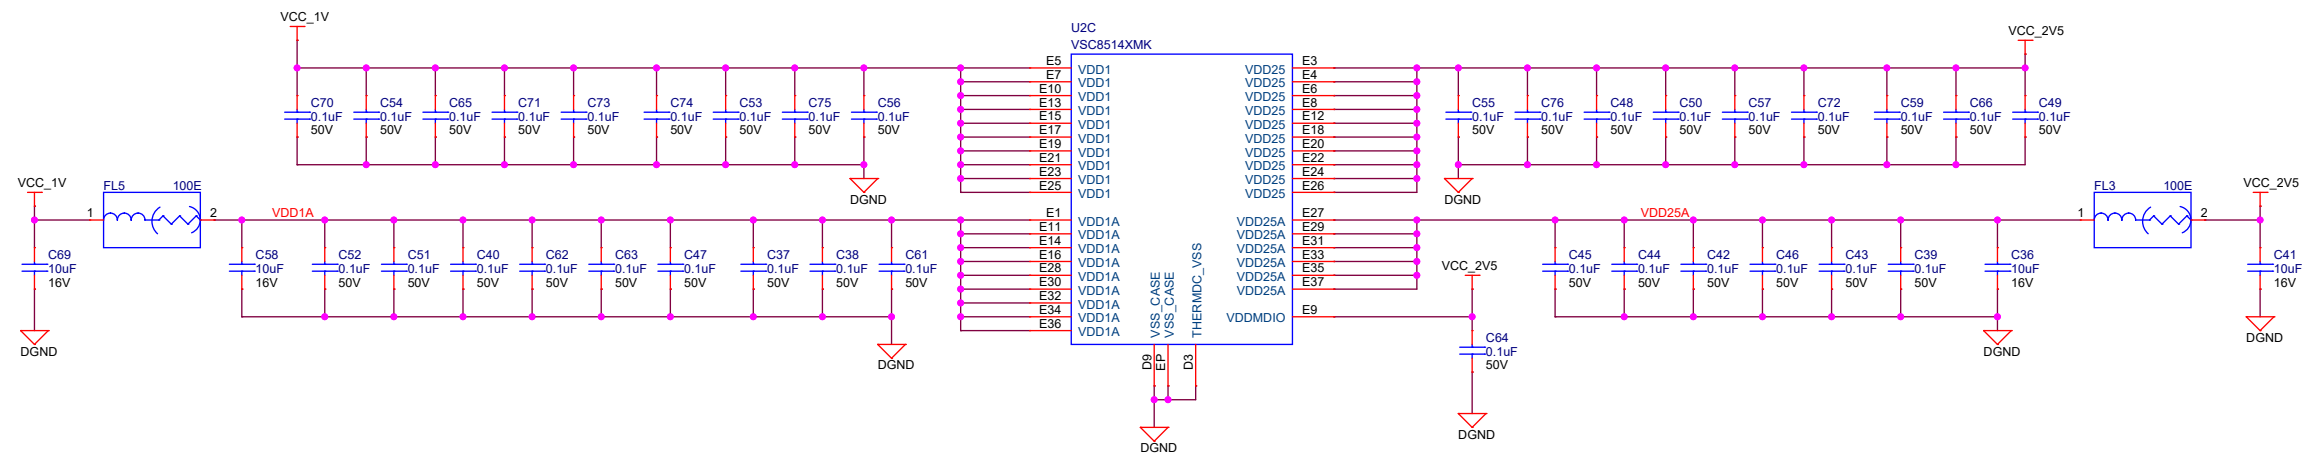 VCC_1V
U2C
VSC8514XMK
VCC_2V5
E5 VDD1
E7 VDD1
E10 VDD1
E13 VDD1
E15 VDD1
E17 VDD1
E19 VDD1
E21 VDD1
E23 VDD1
E25 VDD1
VDD25 E3
VDD25 E4
VDD25 E6
VDD25 E8
VDD25 E12
VDD25 E18
VDD25 E20
VDD25 E22
VDD25 E24
VDD25 E26
C70 C54 C65 C71 C73 C74 C53 C75 C56
0.1uF 0.1uF 0.1uF 0.1uF 0.1uF 0.1uF 0.1uF 0.1uF 0.1uF
50V 50V 50V 50V 50V 50V 50V 50V 50V
DGND
C55 C76 C48 C50 C57 C72 C59 C66 C49
0.1uF 0.1uF 0.1uF 0.1uF 0.1uF 0.1uF 0.1uF 0.1uF 0.1uF
50V 50V 50V 50V 50V 50V 50V 50V 50V
DGND
VCC_1V
FL5 100E
1 2
VDD1A
E1 VDD1A
E11 VDD1A
E14 VDD1A
E16 VDD1A
E28 VDD1A
E30 VDD1A
E32 VDD1A
E34 VDD1A
E36 VDD1A
VDD25A E27
VDD25A E29
VDD25A E31
VDD25A E33
VDD25A E35
VDD25A E37
VDDMDIO E9
VDD25A
FL3 100E
1 2
VCC_2V5
C69 C58 C52 C51 C40 C62 C63 C47 C37 C38 C61
10uF 10uF 0.1uF 0.1uF 0.1uF 0.1uF 0.1uF 0.1uF 0.1uF 0.1uF 0.1uF
16V 16V 50V 50V 50V 50V 50V 50V 50V 50V 50V
DGND
DGND
VSS_CASE
VSS_CASE
THERMDC_VSS
D9
EP
D3
DGND
VCC_2V5
C64
0.1uF
50V
DGND
C45 C44 C42 C46 C43 C39 C36 C41
0.1uF 0.1uF 0.1uF 0.1uF 0.1uF 0.1uF 10uF 10uF
50V 50V 50V 50V 50V 50V 16V 16V
DGND
DGND